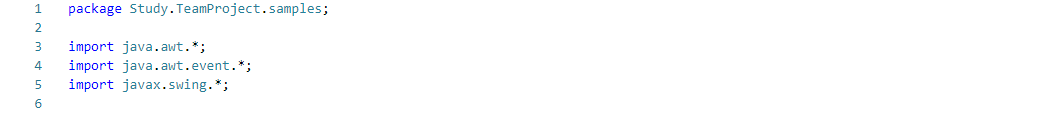 1 package Study.TeamProject.samples;
2
3 import java.awt.*;
4 import java.awt.event.*;
5 import javax.swing.*;
6